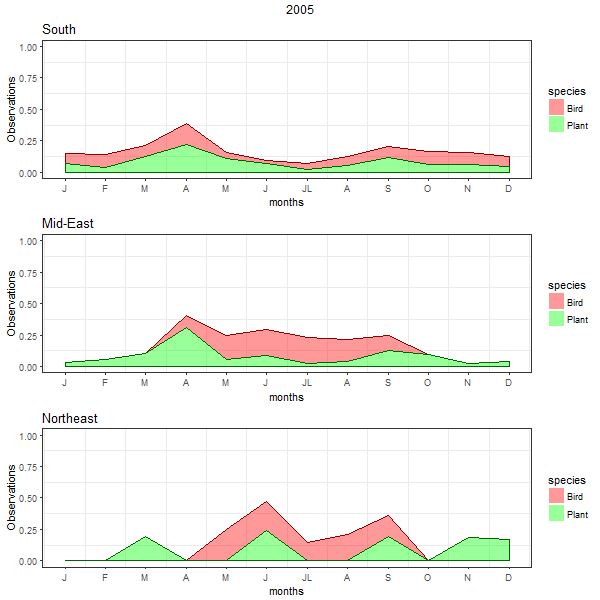 2005
South
Observations
1.00
0.75
0.50
0.25
0.00
J F M A M J JL A S O N D
months
species
Bird
Plant
Mid-East
Observations
1.00
0.75
0.50
0.25
0.00
J F M A M J JL A S O N D
months
species
Bird
Plant
Northeast
Observations
1.00
0.75
0.50
0.25
0.00
J F M A M J JL A S O N D
months
species
Bird
Plant